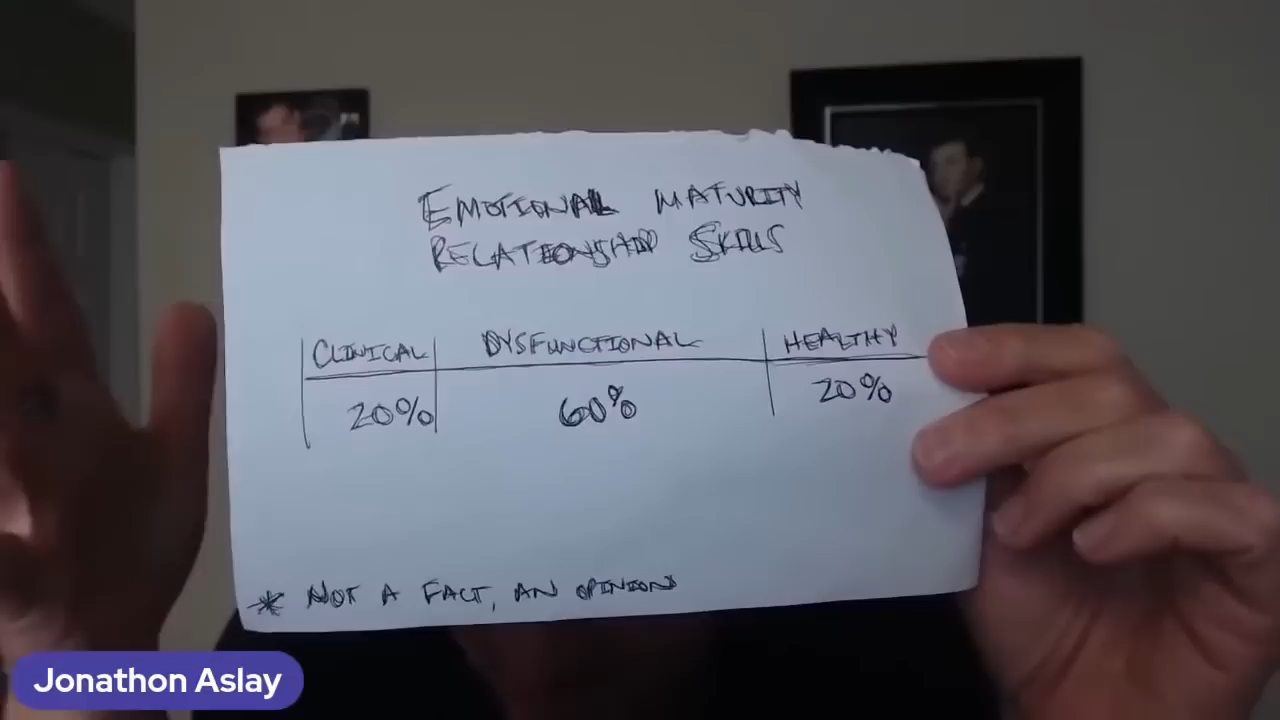 EMOTIONAL MATURITY
RELATIONSHIP SKILLS
CLINICAL DYSFUNCTIONAL HEALTHY
20% 60% 20%
* NOT A FACT, AN OPINION
Jonathon Aslay